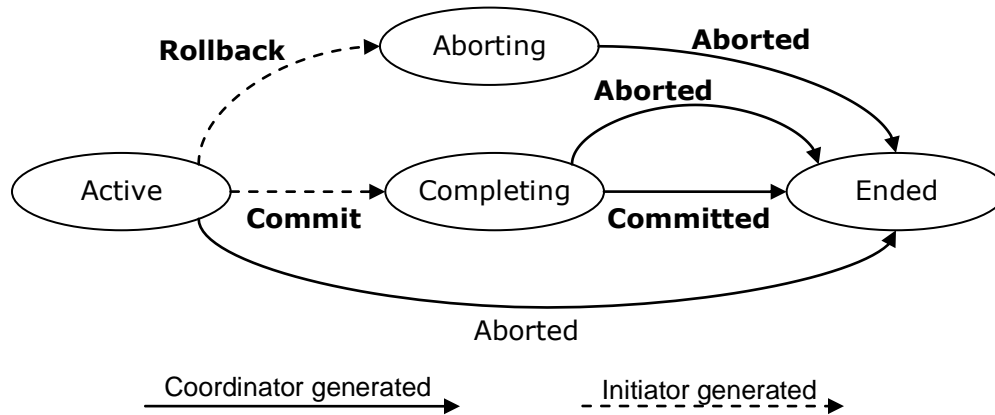 Aborting
Aborted
Rollback
Aborted
Active
Completing
Ended
Commit
Committed
Aborted
Coordinator generated
Initiator generated